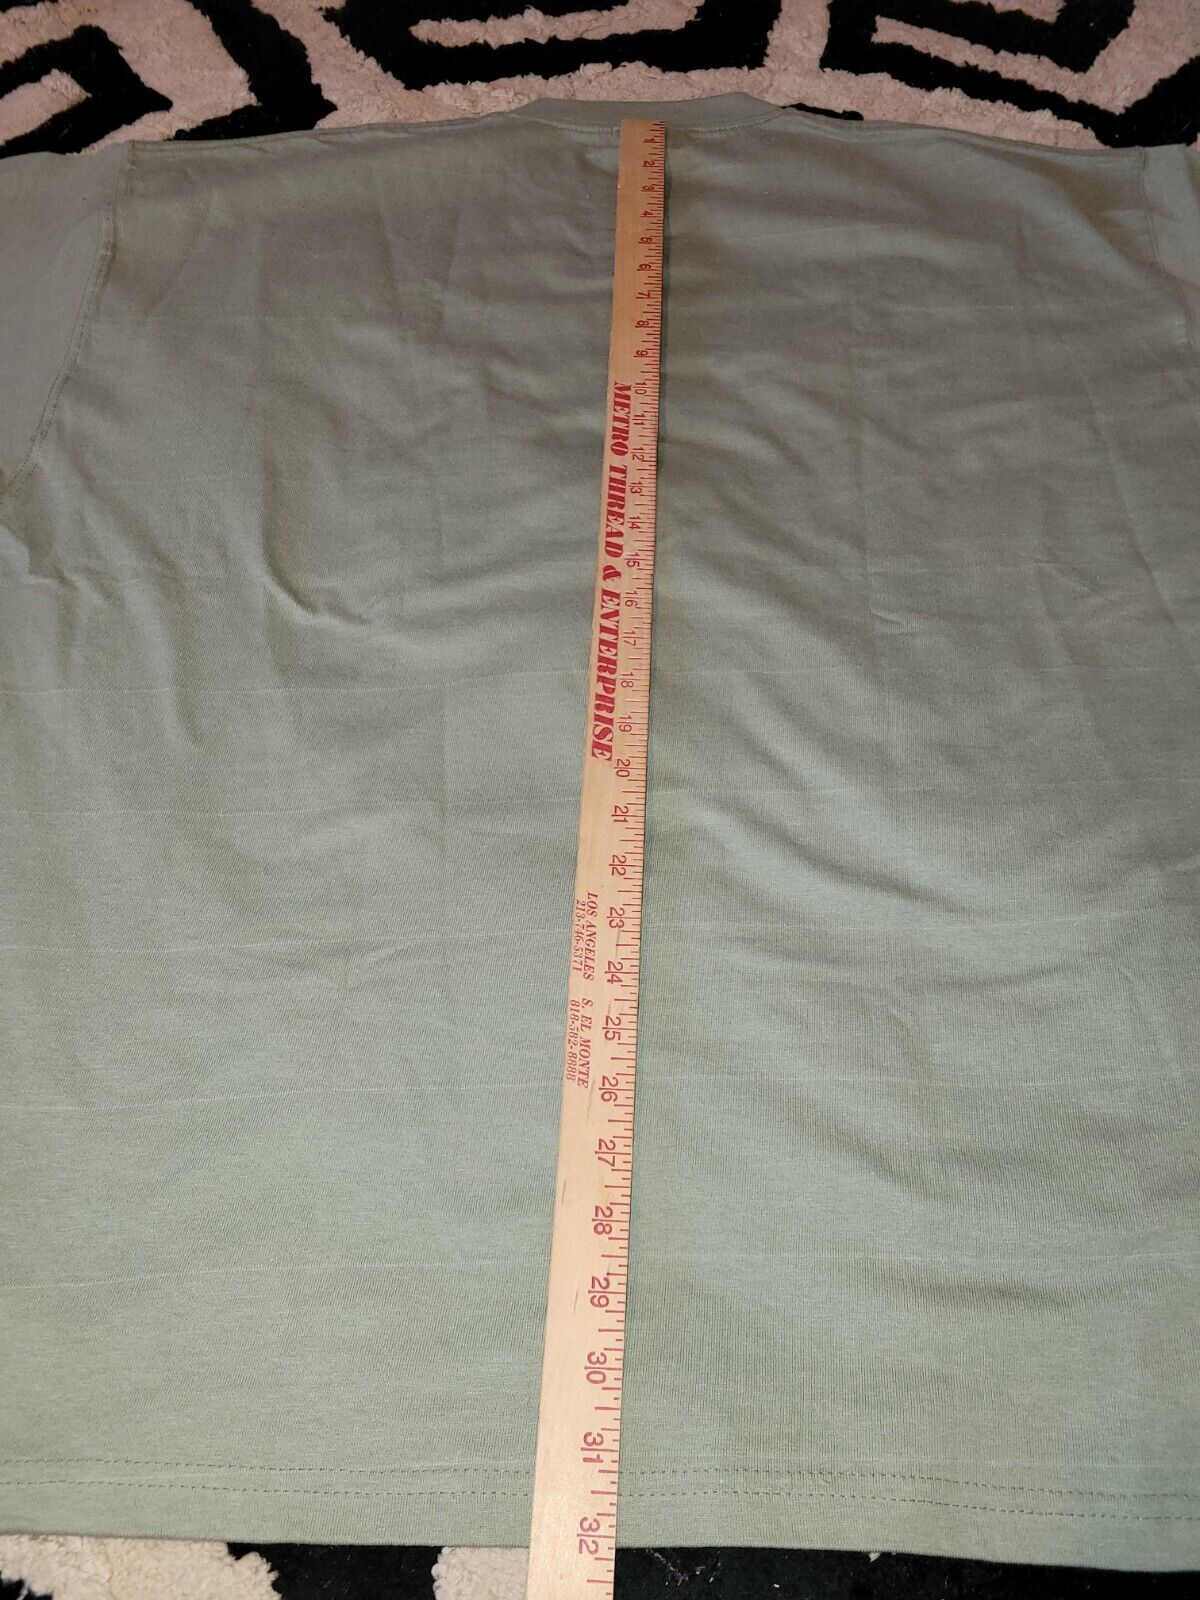 1 2 3 4 5 6 7 8 9 10 11 12 13 14 15 16 17 18 19 20 21 22 23 24 25 26 27 28 29 30 31 32
METRO THREAD & ENTERPRISE
LOS ANGELES S. EL MONTE
213-746-5371 818-582-8888